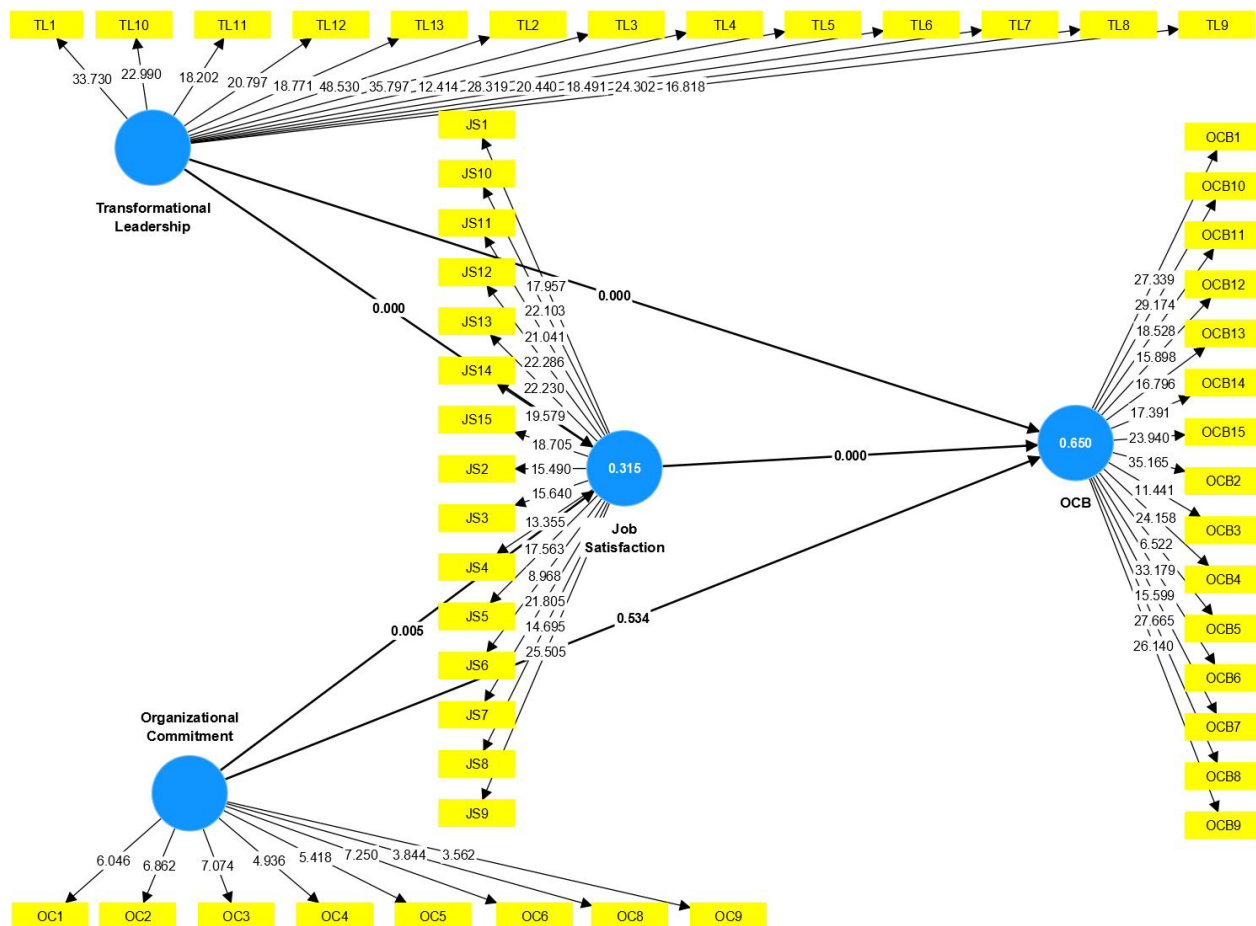 TL1 TL10 TL11 TL12 TL13 TL2 TL3 TL4 TL5 TL6 TL7 TL8 TL9
33.730 22.990 18.202 20.797 18.771 48.530 35.797 12.414 28.319 20.440 18.491 24.302 16.818
Transformational
Leadership
JS1
JS10
JS11
JS12
JS13
JS14
JS15
JS2
JS3
JS4
JS5
JS6
JS7
JS8
JS9
17.957
22.103
21.041
22.286
22.230
19.579
18.705
15.490
15.640
13.355
17.563
8.968
21.805
14.695
25.505
0.000
0.000
0.315
Job
Satisfaction
0.000
0.005
0.534
0.650
OCB
OCB1
OCB10
OCB11
OCB12
OCB13
OCB14
OCB15
OCB2
OCB3
OCB4
OCB5
OCB6
OCB7
OCB8
OCB9
27.339
29.174
18.528
15.898
16.796
17.391
23.940
35.165
11.441
24.158
6.522
33.179
15.599
27.665
26.140
Organizational
Commitment
6.046 6.862 7.074 4.936 5.418 7.250 3.844 3.562
OC1 OC2 OC3 OC4 OC5 OC6 OC8 OC9